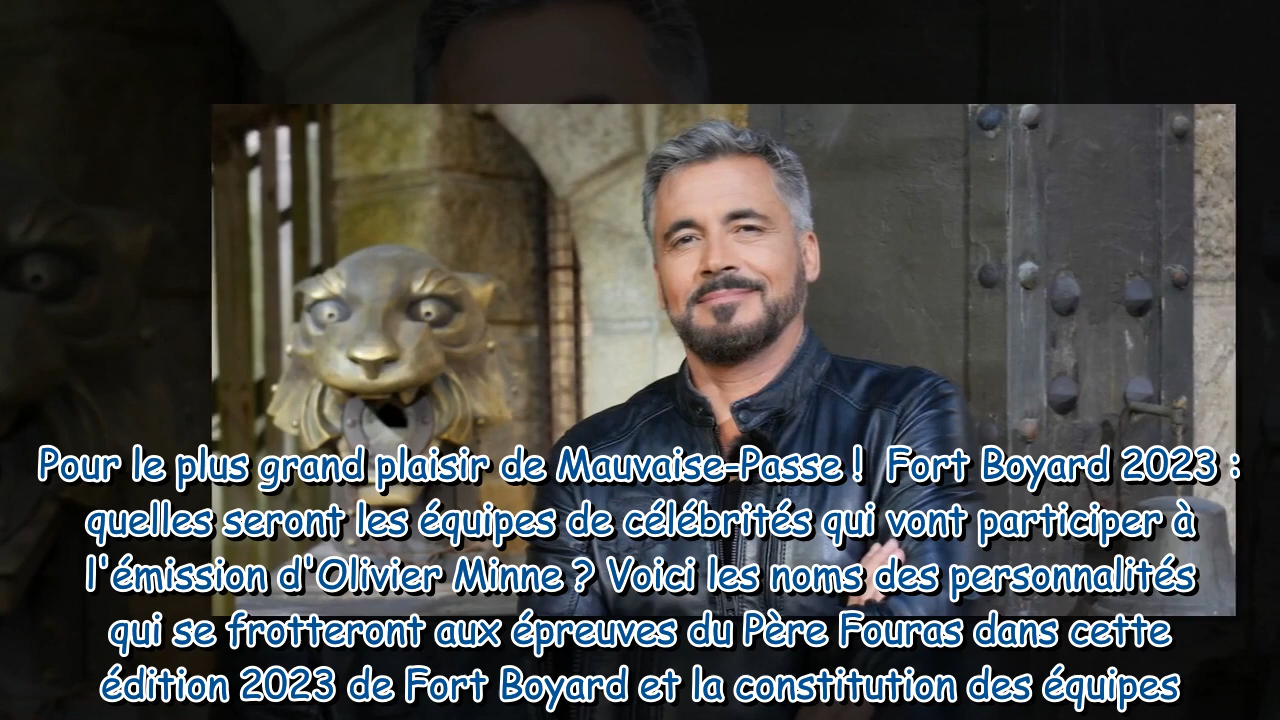 Pour le plus grand plaisir de Mauvaise-Passe !  Fort Boyard 2023 :
quelles seront les équipes de célébrités qui vont participer à
l'émission d'Olivier Minne ? Voici les noms des personnalités
qui se frotteront aux épreuves du Père Fouras dans cette
édition 2023 de Fort Boyard et la constitution des équipes